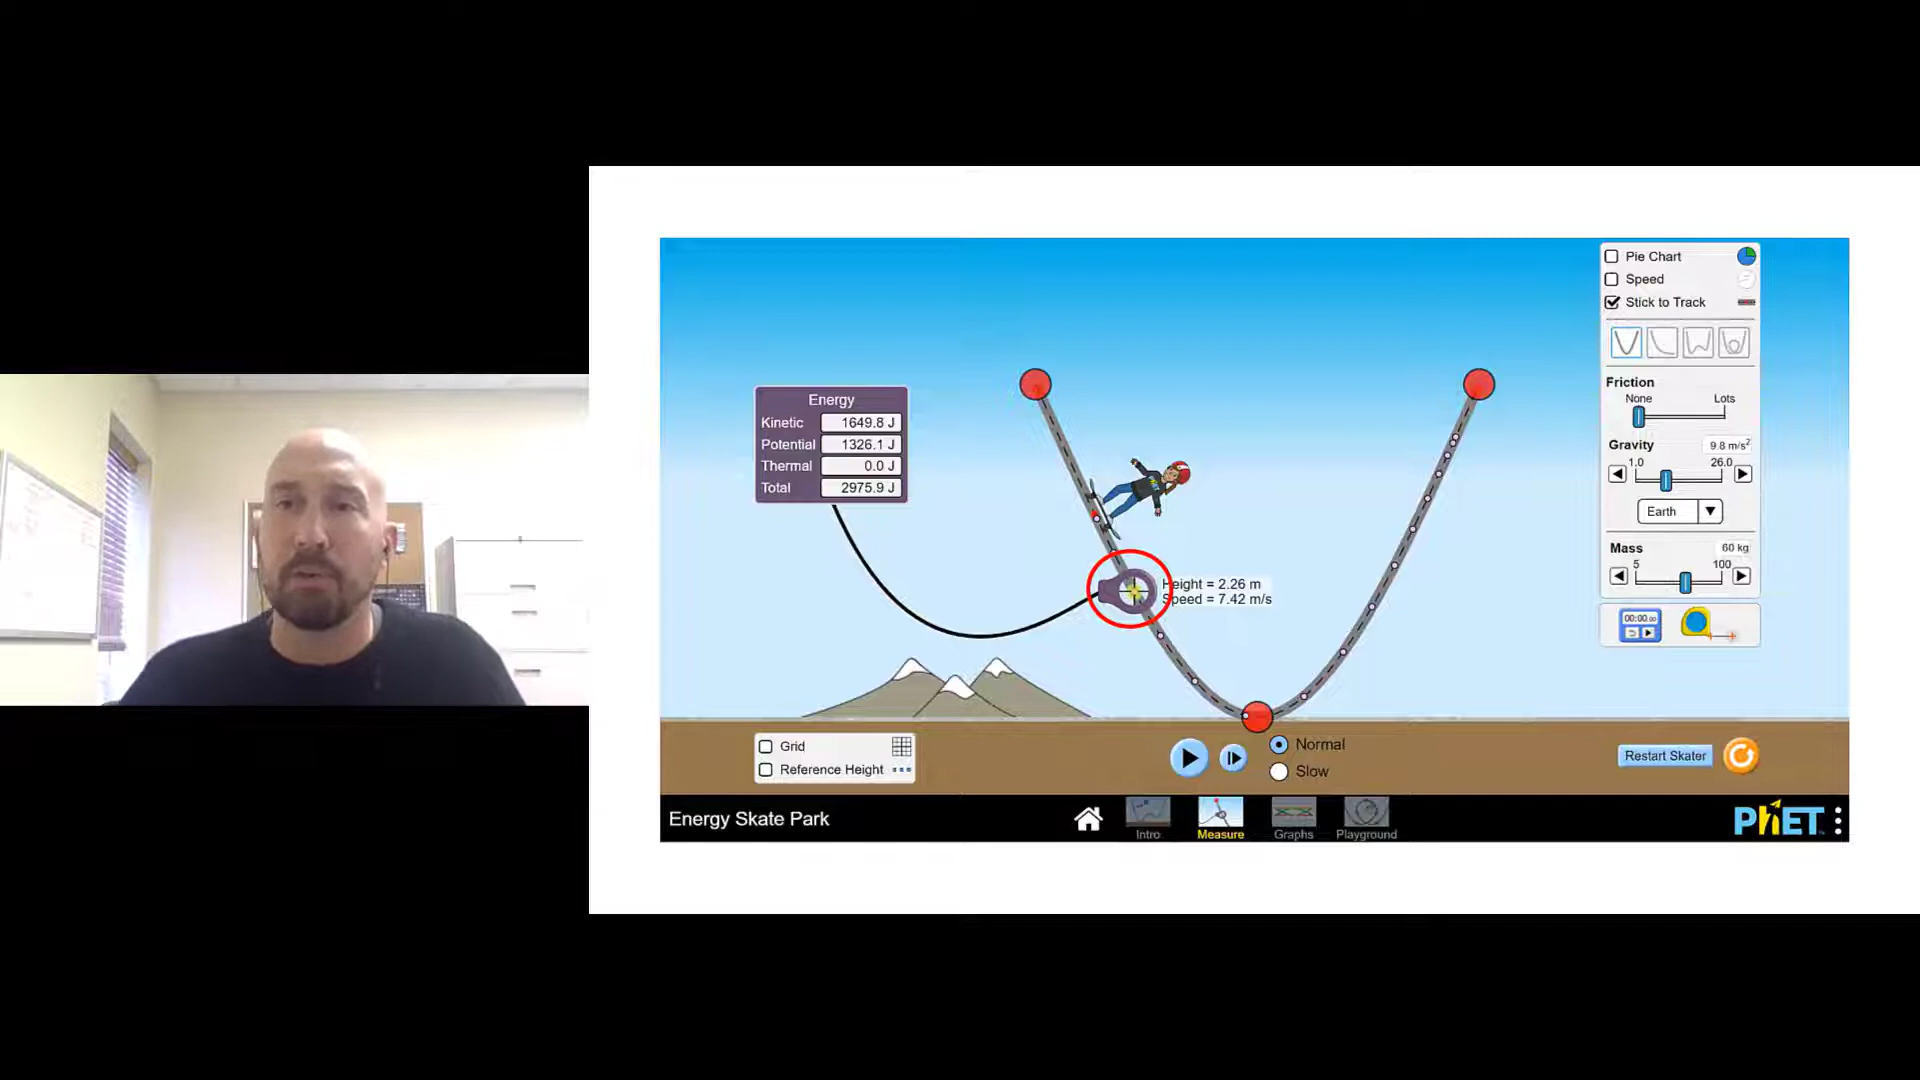 Pie Chart
Speed
Stick to Track
Friction
None Lots
Gravity 9.8 m/s²
1.0 26.0
Earth
Mass 60 kg
5 100
00:00.00
Energy
Kinetic 1649.8 J
Potential 1326.1 J
Thermal 0.0 J
Total 2975.9 J
Height = 2.26 m
Speed = 7.42 m/s
Grid
Reference Height
Normal
Slow
Restart Skater
Energy Skate Park
Intro
Measure
Graphs
Playground
PhET